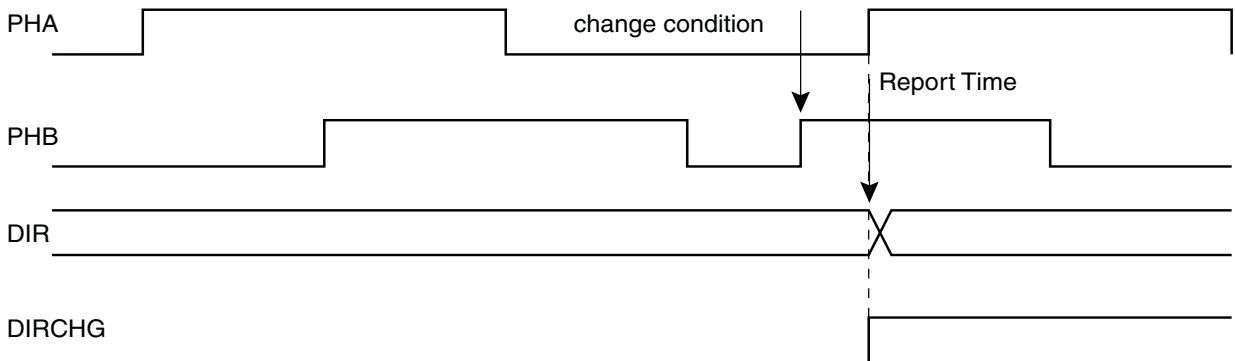 PHA
change condition
Report Time
PHB
DIR
DIRCHG